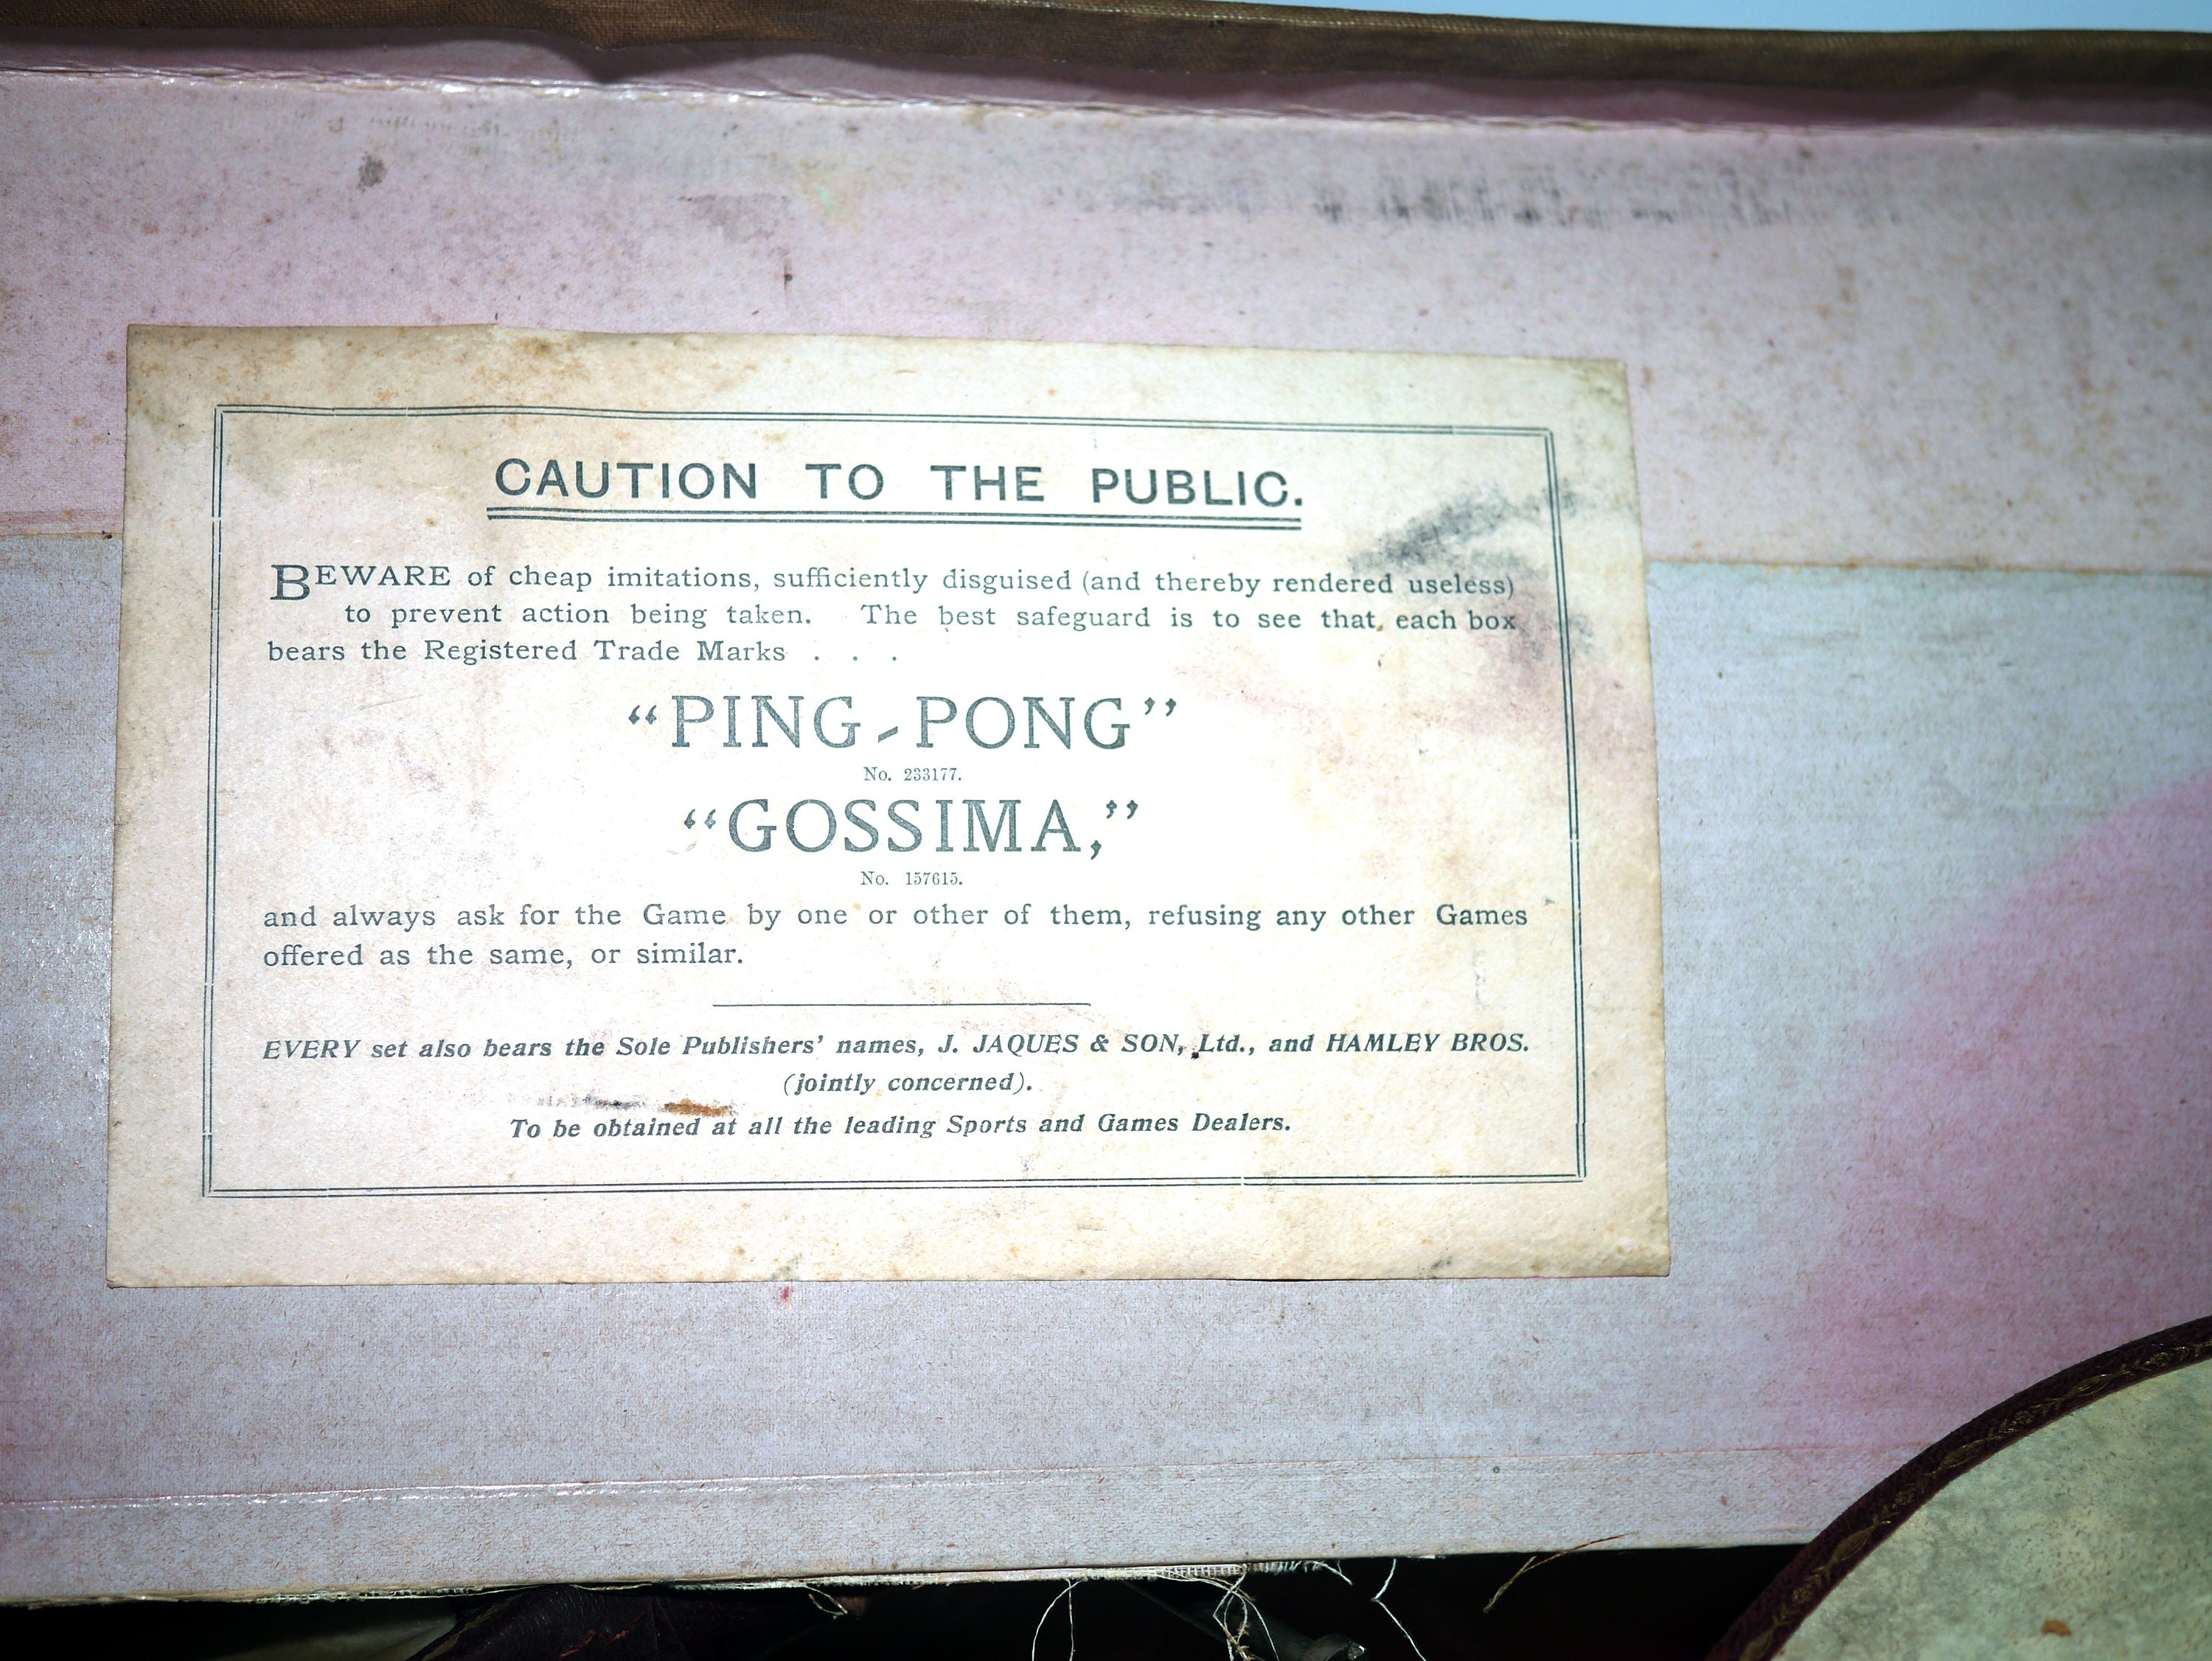 CAUTION TO THE PUBLIC.
BEWARE of cheap imitations, sufficiently disguised (and thereby rendered useless)
to prevent action being taken. The best safeguard is to see that each box
bears the Registered Trade Marks . . .
“PING-PONG”
No. 233177.
“GOSSIMA,”
No. 157615.
and always ask for the Game by one or other of them, refusing any other Games
offered as the same, or similar.
EVERY set also bears the Sole Publishers’ names, J. JAQUES & SON, Ltd., and HAMLEY BROS.
(jointly concerned).
To be obtained at all the leading Sports and Games Dealers.